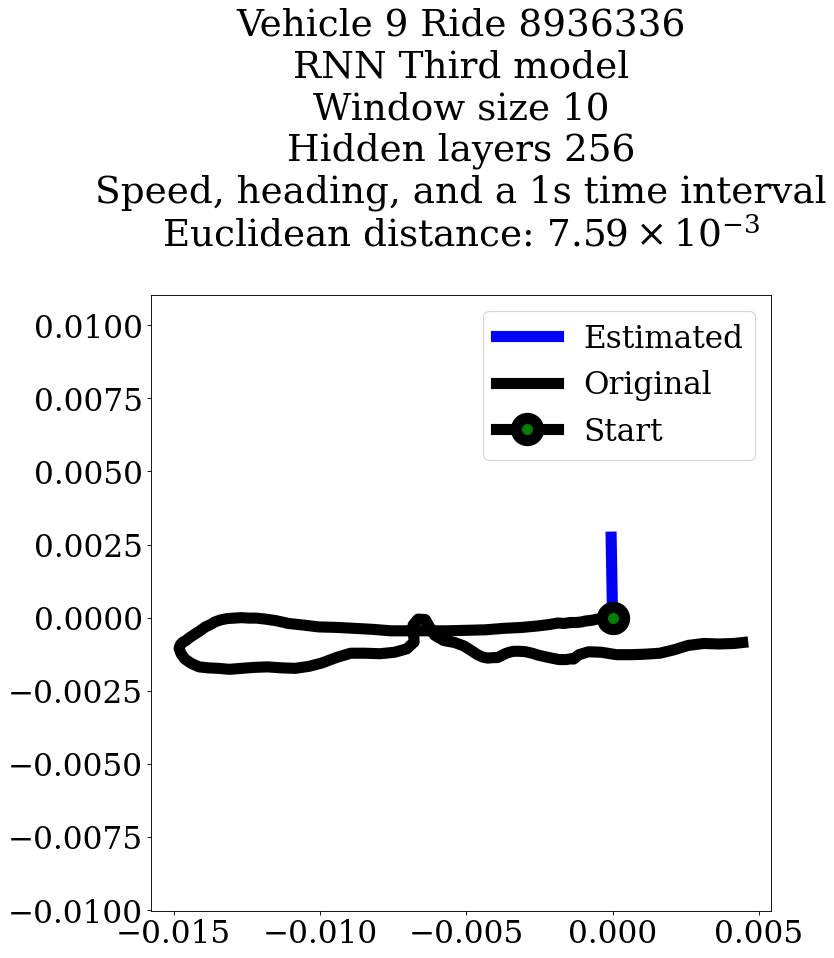 Vehicle 9 Ride 8936336
RNN Third model
Window size 10
Hidden layers 256
Speed, heading, and a 1s time interval
Euclidean distance: 7.59 × 10⁻³
Estimated
Original
Start
0.0100
0.0075
0.0050
0.0025
0.0000
−0.0025
−0.0050
−0.0075
−0.0100
−0.015 −0.010 −0.005 0.000 0.005